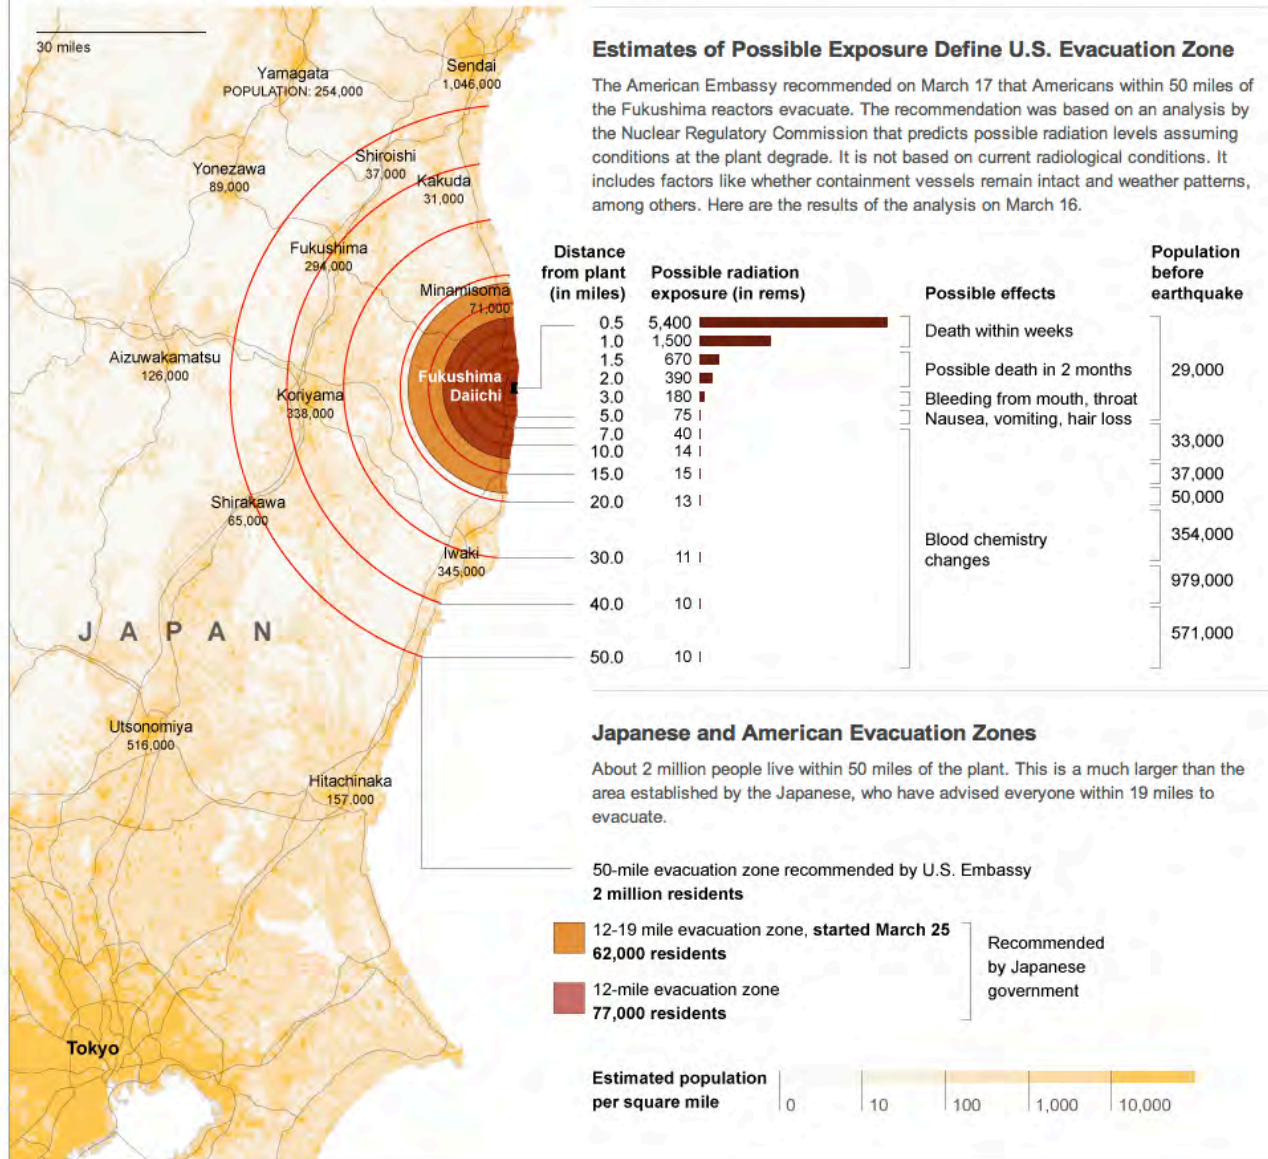 30 miles
Yamagata
POPULATION: 254,000
Sendai
1,046,000
Yonezawa
89,000
Shiroishi
37,000
Kakuda
31,000
Fukushima
294,000
Minamisoma
71,000
Aizuwakamatsu
126,000
Koriyama
338,000
Fukushima
Daiichi
Shirakawa
65,000
Iwaki
345,000
JAPAN
Utsonomiya
516,000
Hitachinaka
157,000
Tokyo
Estimates of Possible Exposure Define U.S. Evacuation Zone
The American Embassy recommended on March 17 that Americans within 50 miles of
the Fukushima reactors evacuate. The recommendation was based on an analysis by
the Nuclear Regulatory Commission that predicts possible radiation levels assuming
conditions at the plant degrade. It is not based on current radiological conditions. It
includes factors like whether containment vessels remain intact and weather patterns,
among others. Here are the results of the analysis on March 16.
Distance
from plant
(in miles)
Possible radiation
exposure (in rems)
Possible effects
Population
before
earthquake
0.5 5,400
1.0 1,500
Death within weeks
1.5 670
2.0 390
Possible death in 2 months
29,000
3.0 180
Bleeding from mouth, throat
5.0 75
Nausea, vomiting, hair loss
7.0 40
10.0 14
33,000
15.0 15
37,000
20.0 13
50,000
30.0 11
Blood chemistry
changes
354,000
40.0 10
979,000
50.0 10
571,000
Japanese and American Evacuation Zones
About 2 million people live within 50 miles of the plant. This is a much larger than the
area established by the Japanese, who have advised everyone within 19 miles to
evacuate.
50-mile evacuation zone recommended by U.S. Embassy
2 million residents
12-19 mile evacuation zone, started March 25
62,000 residents
12-mile evacuation zone
77,000 residents
Recommended
by Japanese
government
Estimated population
per square mile
0 10 100 1,000 10,000